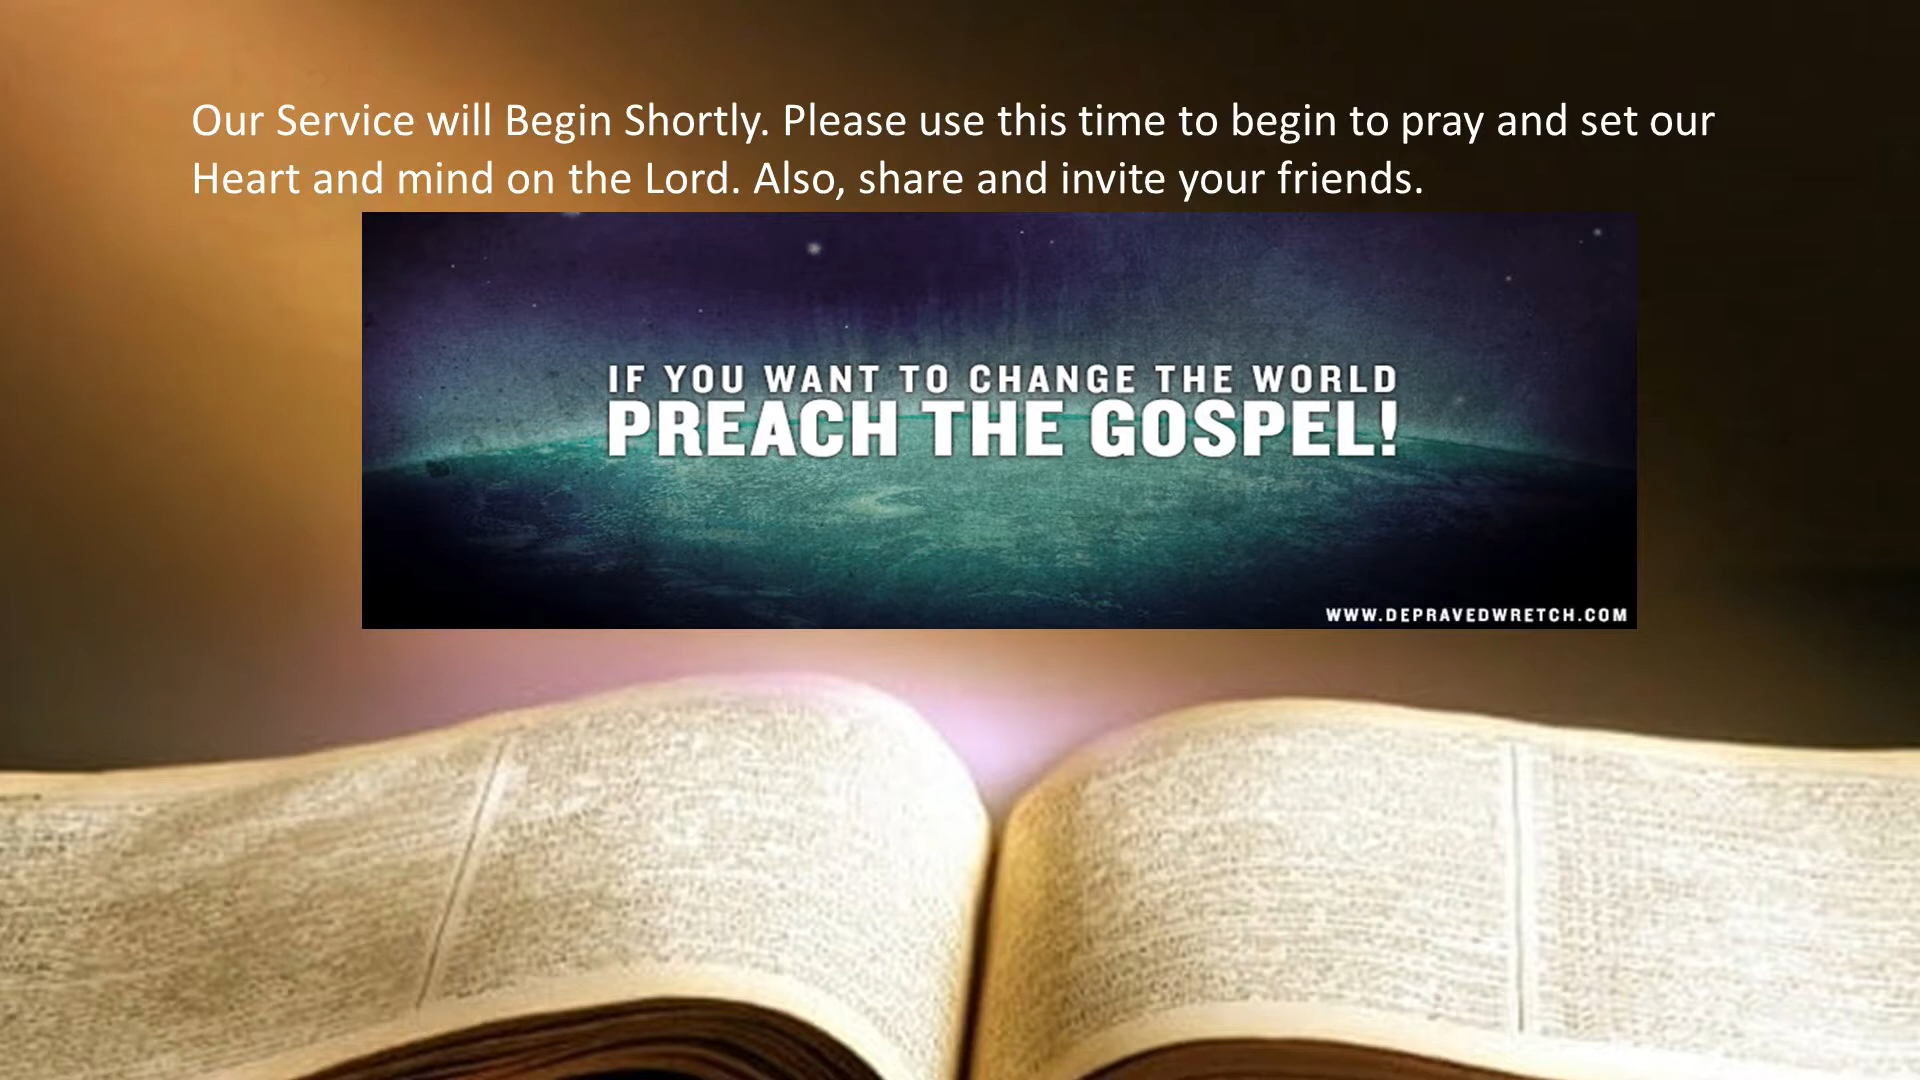 Our Service will Begin Shortly. Please use this time to begin to pray and set our
Heart and mind on the Lord. Also, share and invite your friends.
IF YOU WANT TO CHANGE THE WORLD
PREACH THE GOSPEL!
WWW.DEPRAVEDWRETCH.COM